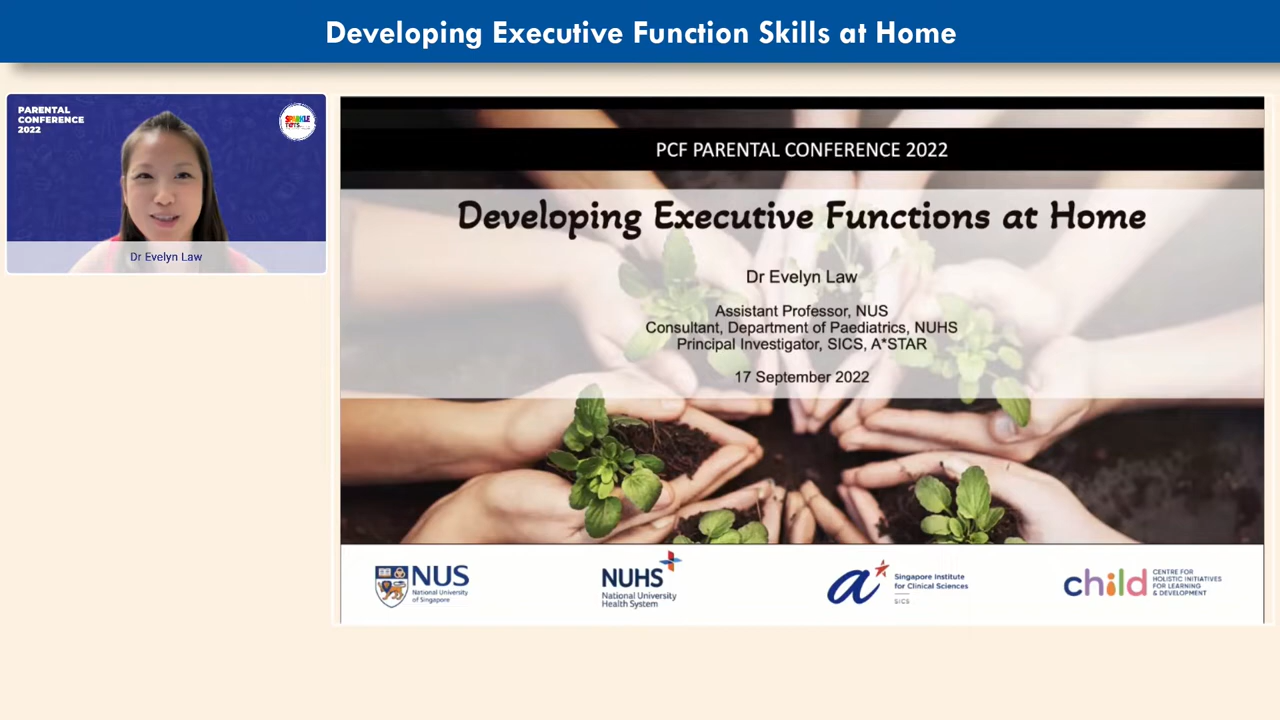 Developing Executive Function Skills at Home
PARENTAL
CONFERENCE
2022
SPARKLE
TOTS
Dr Evelyn Law
PCF PARENTAL CONFERENCE 2022
Developing Executive Functions at Home
Dr Evelyn Law
Assistant Professor, NUS
Consultant, Department of Paediatrics, NUHS
Principal Investigator, SICS, A*STAR
17 September 2022
NUS
National University
of Singapore
NUHS
National University
Health System
Singapore Institute
for Clinical Sciences
SICS
child
CENTRE FOR
HOLISTIC INITIATIVES
FOR LEARNING
& DEVELOPMENT